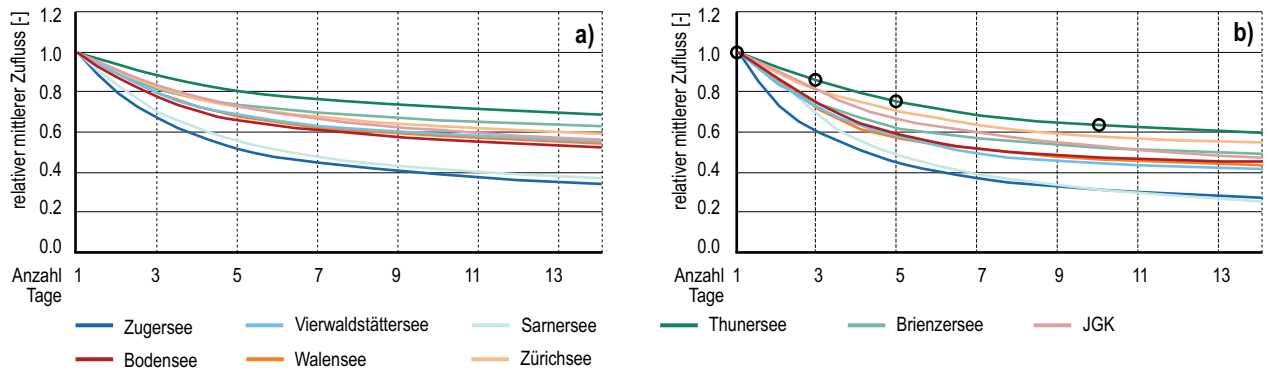 relativer mittlerer Zufluss [-]
1.2
1.0
0.8
0.6
0.4
0.2
0.0
a)
Anzahl Tage
1 3 5 7 9 11 13
relativer mittlerer Zufluss [-]
1.2
1.0
0.8
0.6
0.4
0.2
0.0
b)
Anzahl Tage
1 3 5 7 9 11 13
Zugersee Vierwaldstättersee Sarnersee Thunersee Brienzersee JGK
Bodensee Walensee Zürichsee